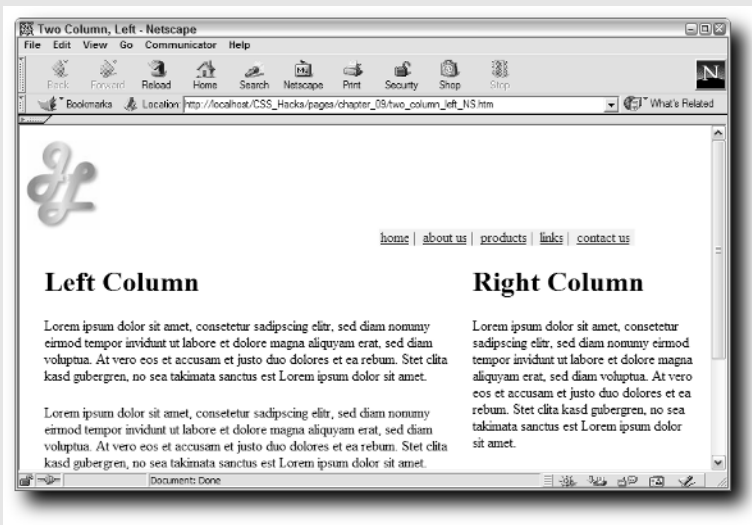 Two Column, Left - Netscape
File Edit View Go Communicator Help
Back Forward Reload Home Search Netscape Print Security Shop Stop
Bookmarks Location: http://localhost/CSS_Hacks/pages/chapter_09/two_column_left_NS.htm What's Related
home | about us | products | links | contact us
Left Column
Lorem ipsum dolor sit amet, consetetur sadipscing elitr, sed diam nonumy
eirmod tempor invidunt ut labore et dolore magna aliquyam erat, sed diam
voluptua. At vero eos et accusam et justo duo dolores et ea rebum. Stet clita
kasd gubergren, no sea takimata sanctus est Lorem ipsum dolor sit amet.
Lorem ipsum dolor sit amet, consetetur sadipscing elitr, sed diam nonumy
eirmod tempor invidunt ut labore et dolore magna aliquyam erat, sed diam
voluptua. At vero eos et accusam et justo duo dolores et ea rebum. Stet clita
kasd gubergren, no sea takimata sanctus est Lorem ipsum dolor sit amet.
Right Column
Lorem ipsum dolor sit amet, consetetur
sadipscing elitr, sed diam nonumy eirmod
tempor invidunt ut labore et dolore magna
aliquyam erat, sed diam voluptua. At vero
eos et accusam et justo duo dolores et ea
rebum. Stet clita kasd gubergren, no sea
takimata sanctus est Lorem ipsum dolor
sit amet.
Document: Done